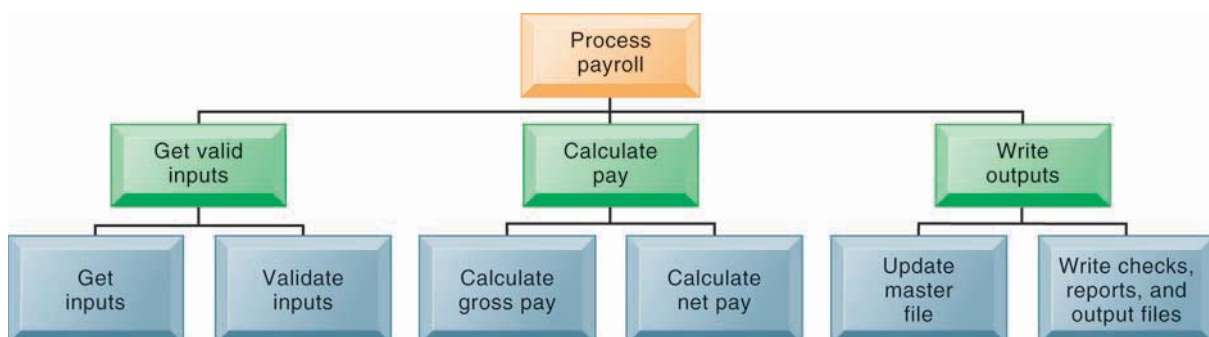 Process
payroll
Get valid
inputs
Calculate
pay
Write
outputs
Get
inputs
Validate
inputs
Calculate
gross pay
Calculate
net pay
Update
master
file
Write checks,
reports, and
output files